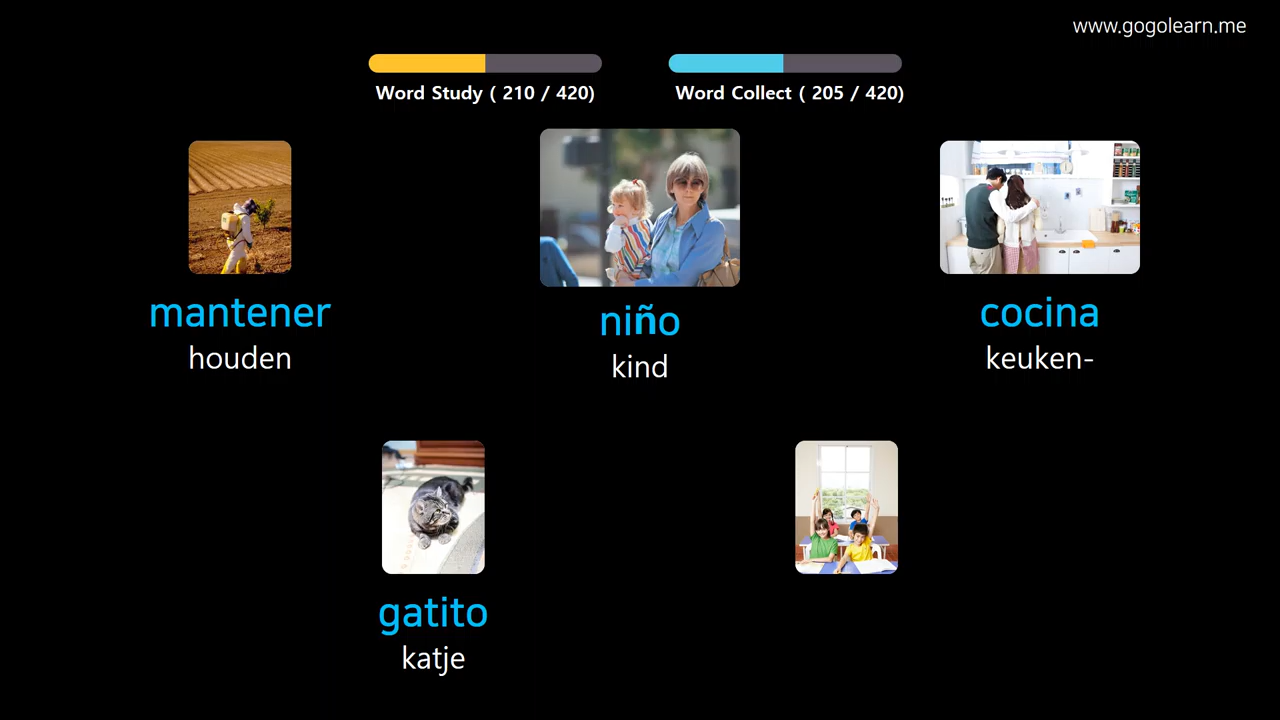 www.gogolearn.me
Word Study ( 210 / 420)
Word Collect ( 205 / 420)
mantener
houden
niño
kind
cocina
keuken-
gatito
katje